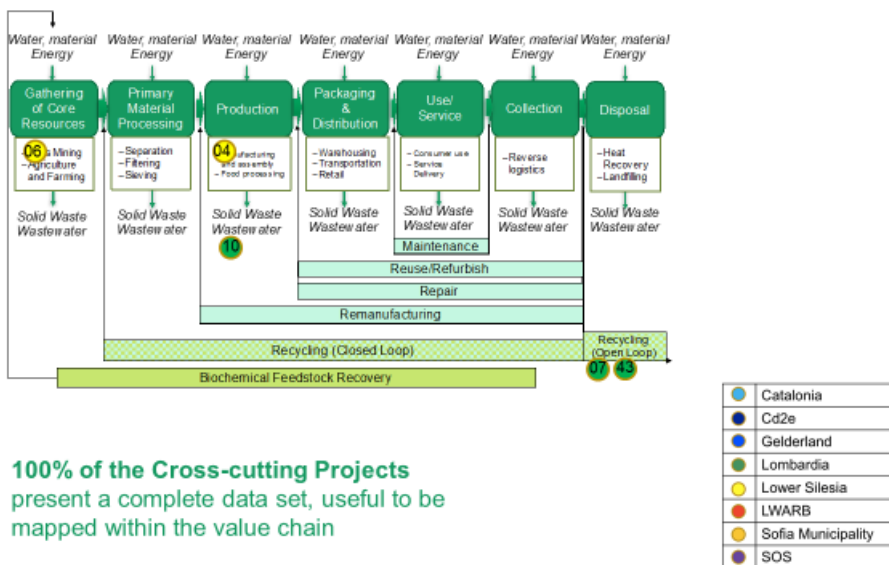 Water, material Water, material Water, material Water, material Water, material Water, material Water, material
Energy Energy Energy Energy Energy Energy Energy
Gathering of Core Resources
Primary Material Processing
Production
Packaging & Distribution
Use/ Service
Collection
Disposal
06 Mining
–Agriculture
and Farming
–Separation
–Filtering
–Sieving
04
and assembly
– Food processing
–Warehousing
–Transportation
–Retail
– Consumer use
– Service
Delivery
–Reverse
logistics
–Heat
Recovery
–Landfilling
Solid Waste Solid Waste Solid Waste Solid Waste Solid Waste Solid Waste Solid Waste
Wastewater Wastewater Wastewater Wastewater Wastewater Wastewater Wastewater
10
Maintenance
Reuse/Refurbish
Repair
Remanufacturing
Recycling (Closed Loop)
Recycling
(Open Loop)
07 43
Biochemical Feedstock Recovery
100% of the Cross-cutting Projects
present a complete data set, useful to be
mapped within the value chain
Catalonia
Cd2e
Gelderland
Lombardia
Lower Silesia
LWARB
Sofia Municipality
SOS